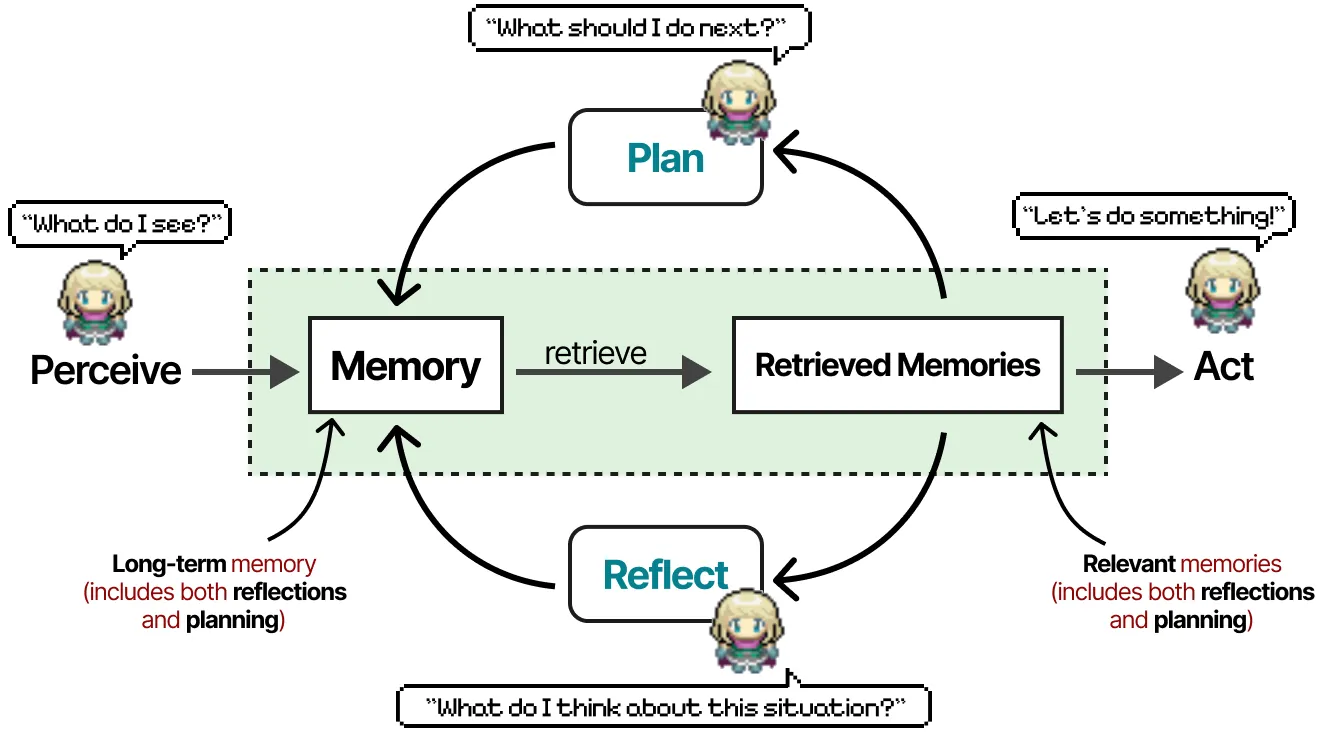 "What should I do next?"
Plan
"What do I see?"
"Let's do something!"
Perceive
Memory
retrieve
Retrieved Memories
Act
Long-term memory
(includes both reflections
and planning)
Reflect
Relevant memories
(includes both reflections
and planning)
"What do I think about this situation?"